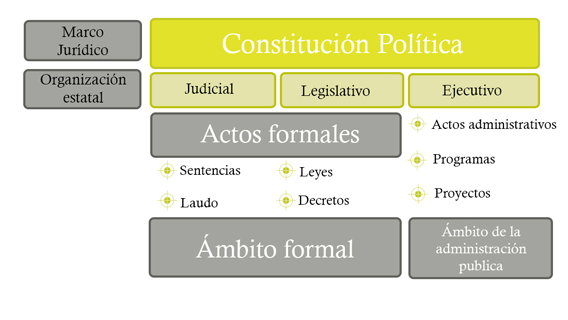 Marco
Jurídico
Constitución Política
Organización
estatal
Judicial
Legislativo
Ejecutivo
Actos formales
Actos administrativos
Sentencias
Leyes
Programas
Laudo
Decretos
Proyectos
Ámbito formal
Ámbito de la
administración
publica